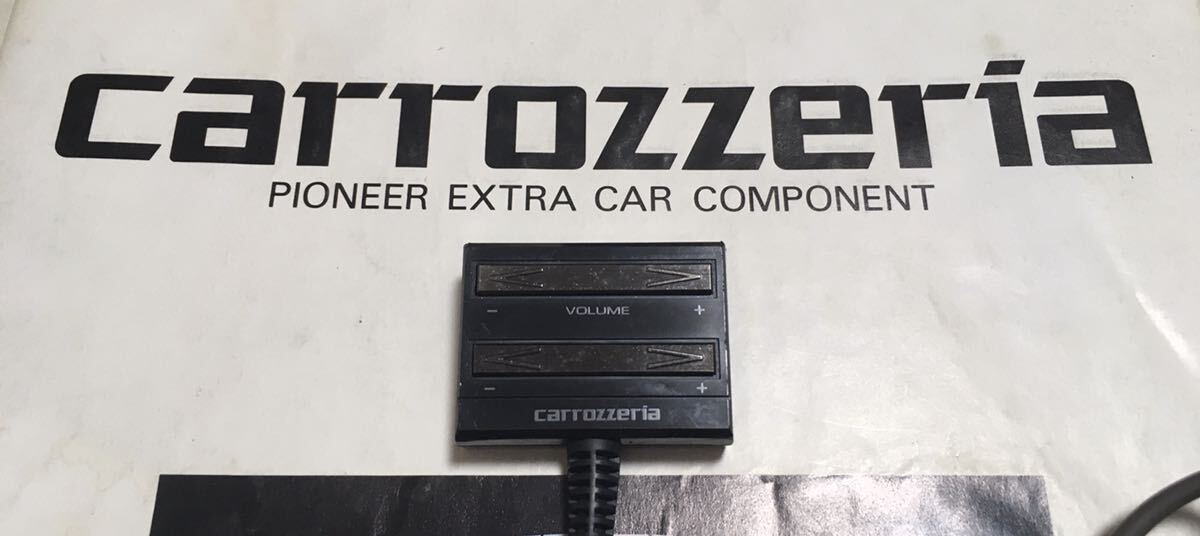 carrozzeria
PIONEER EXTRA CAR COMPONENT
− VOLUME +
− +
carrozzeria